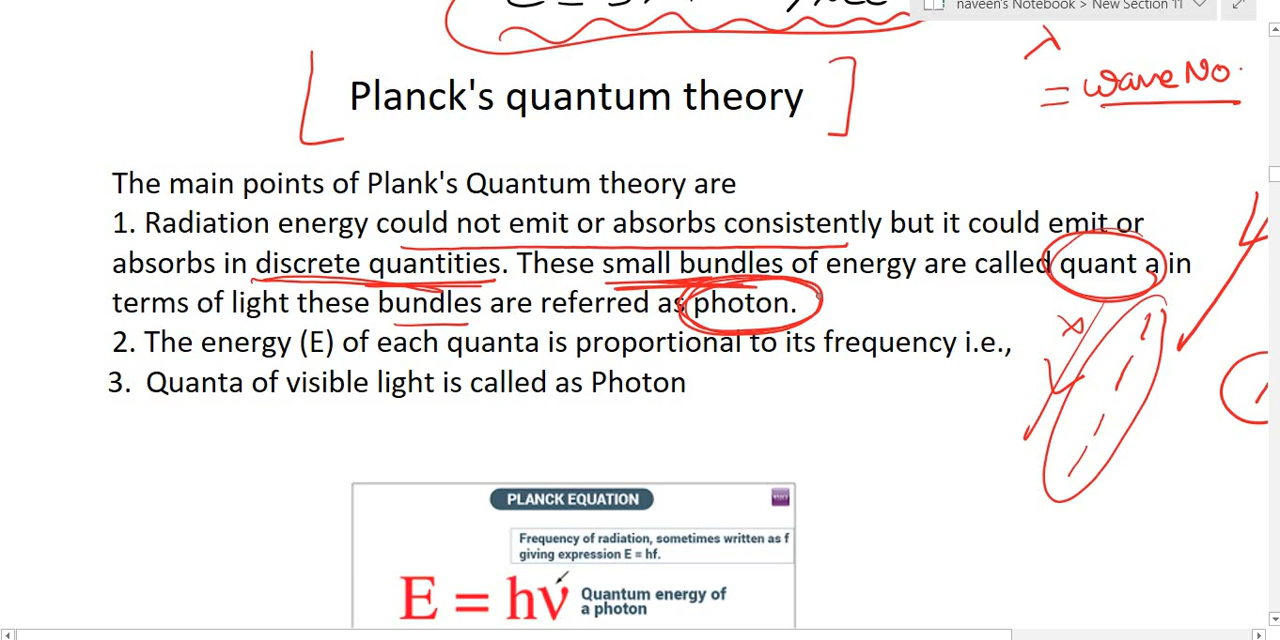 naveen's Notebook > New Section 11
= Wave No.
Planck's quantum theory
The main points of Plank's Quantum theory are
1. Radiation energy could not emit or absorbs consistently but it could emit or
absorbs in discrete quantities. These small bundles of energy are called quant a in
terms of light these bundles are referred as photon.
2. The energy (E) of each quanta is proportional to its frequency i.e.,
3. Quanta of visible light is called as Photon
PLANCK EQUATION
Frequency of radiation, sometimes written as f
giving expression E = hf.
E = hν
Quantum energy of
a photon